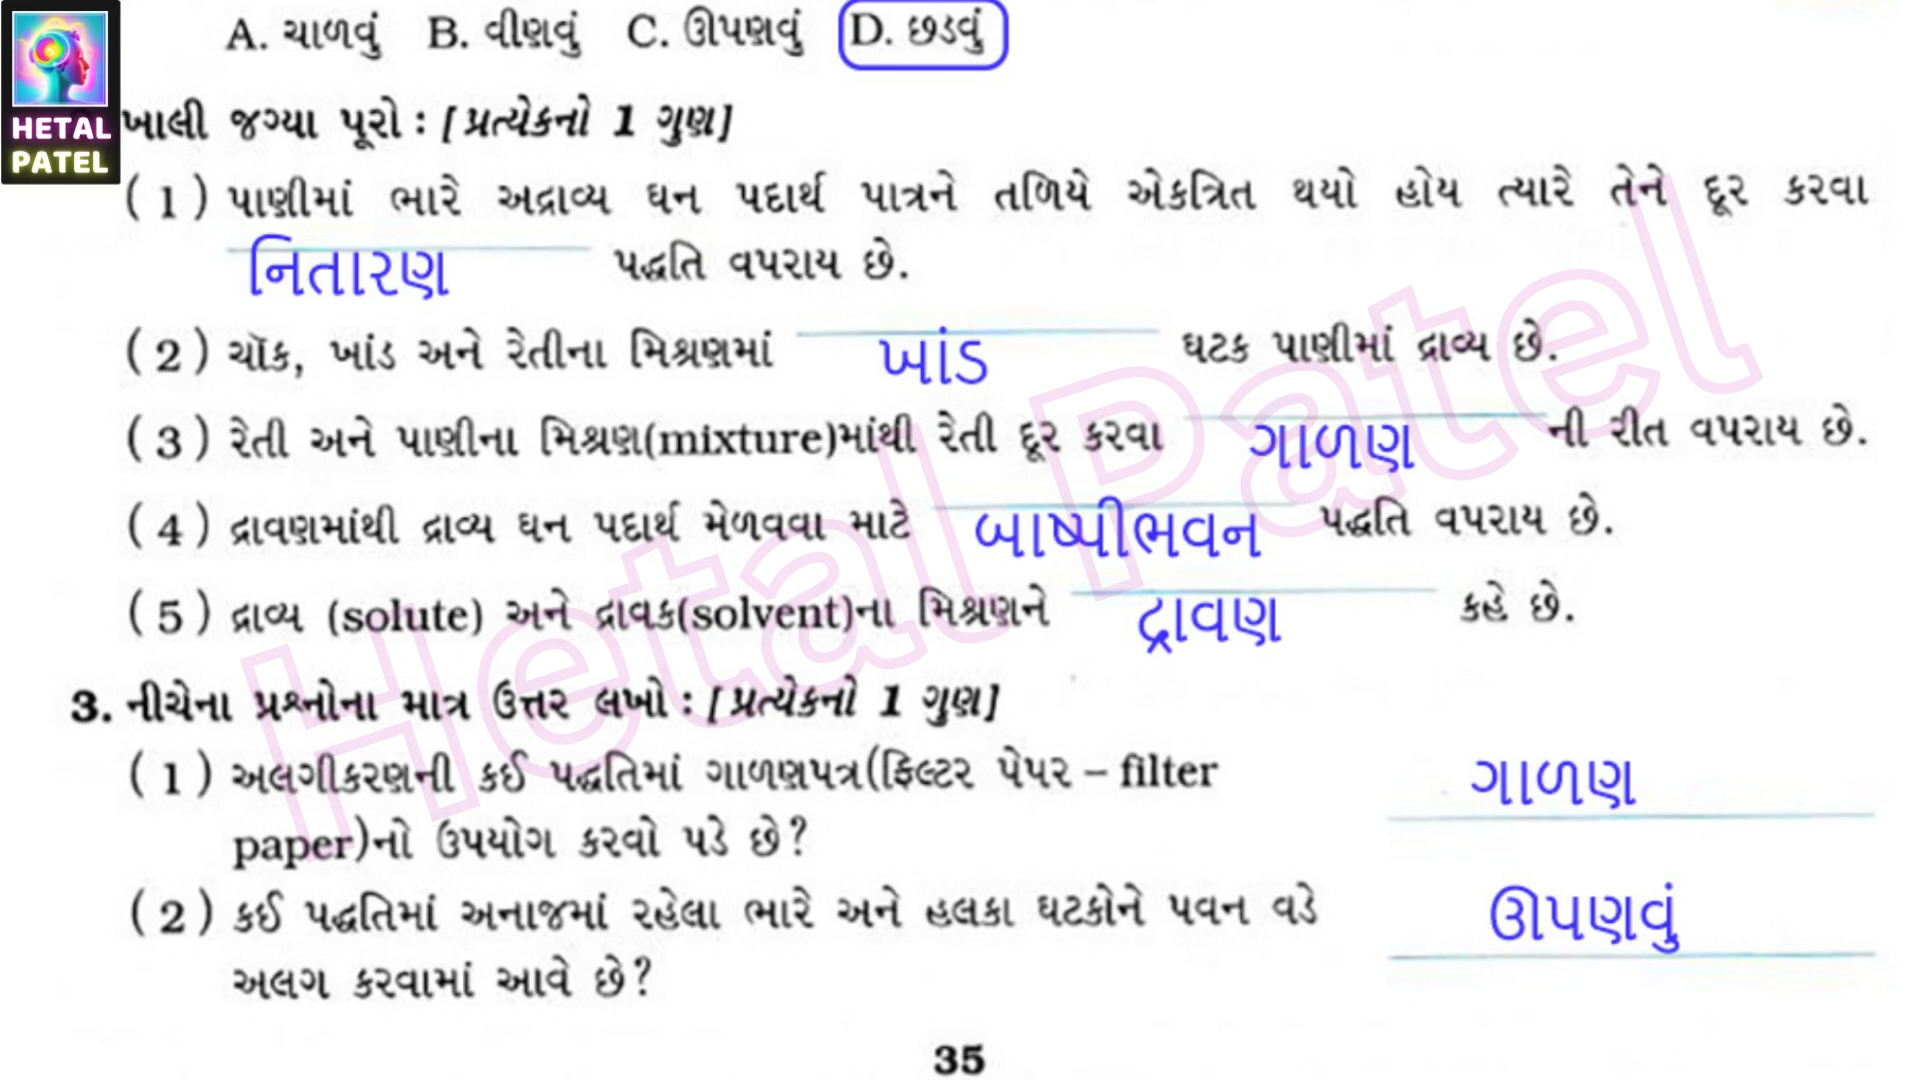 A. ચાળવું B. વીણવું C. ઊપણવું D. છડવું
HETAL
PATEL
ખાલી જગ્યા પૂરો : [પ્રત્યેકનો 1 ગુણ]
( 1 ) પાણીમાં ભારે અદ્રાવ્ય ઘન પદાર્થ પાત્રને તળિયે એકત્રિત થયો હોય ત્યારે તેને દૂર કરવા
નિતારણ પદ્ધતિ વપરાય છે.
( 2 ) ચૉક, ખાંડ અને રેતીના મિશ્રણમાં ખાંડ ઘટક પાણીમાં દ્રાવ્ય છે.
( 3 ) રેતી અને પાણીના મિશ્રણ(mixture)માંથી રેતી દૂર કરવા ગાળણ ની રીત વપરાય છે.
( 4 ) દ્રાવણમાંથી દ્રાવ્ય ઘન પદાર્થ મેળવવા માટે બાષ્પીભવન પદ્ધતિ વપરાય છે.
( 5 ) દ્રાવ્ય (solute) અને દ્રાવક(solvent)ના મિશ્રણને દ્રાવણ કહે છે.
3. નીચેના પ્રશ્નોના માત્ર ઉત્તર લખો : [પ્રત્યેકનો 1 ગુણ]
( 1 ) અલગીકરણની કઈ પદ્ધતિમાં ગાળણપત્ર(ફિલ્ટર પેપર – filter ગાળણ
paper)નો ઉપયોગ કરવો પડે છે?
( 2 ) કઈ પદ્ધતિમાં અનાજમાં રહેલા ભારે અને હલકા ઘટકોને પવન વડે ઊપણવું
અલગ કરવામાં આવે છે?
35
Hetal Patel